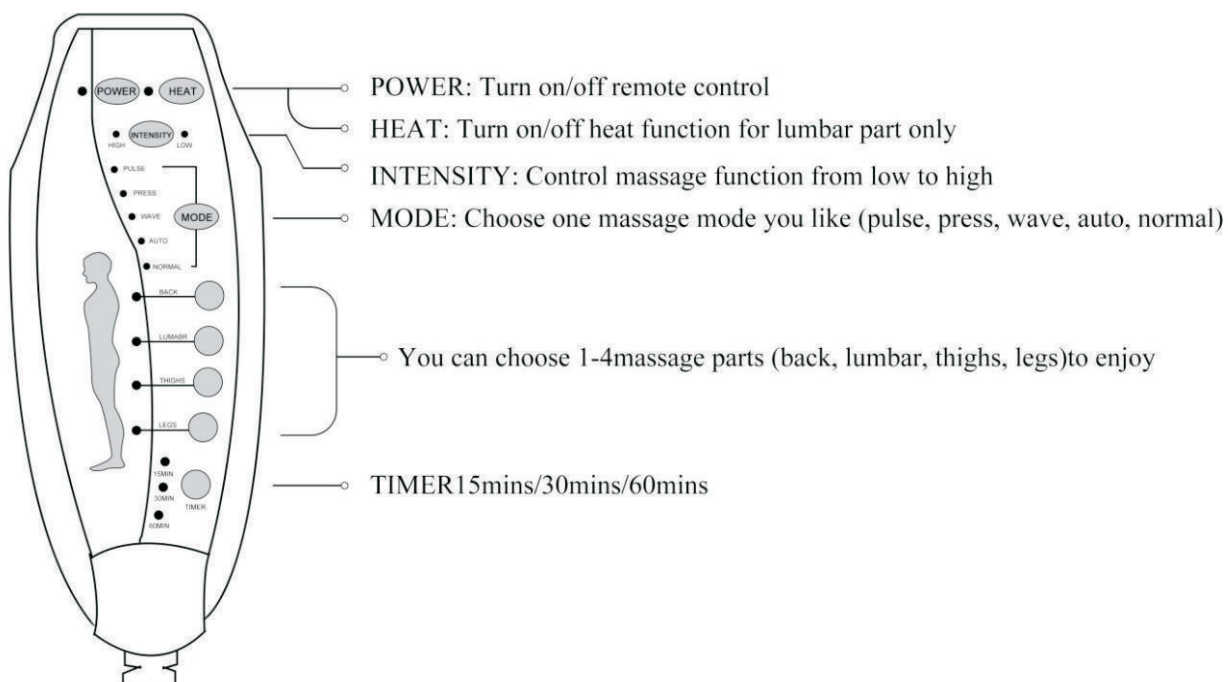 POWER HEAT
INTENSITY
HIGH LOW
PULSE
PRESS
WAVE MODE
AUTO
NORMAL
BACK
LUMABR
THIGHS
LEGS
15MIN
30MIN TIMER
60MIN
POWER: Turn on/off remote control
HEAT: Turn on/off heat function for lumbar part only
INTENSITY: Control massage function from low to high
MODE: Choose one massage mode you like (pulse, press, wave, auto, normal)
You can choose 1-4massage parts (back, lumbar, thighs, legs)to enjoy
TIMER15mins/30mins/60mins